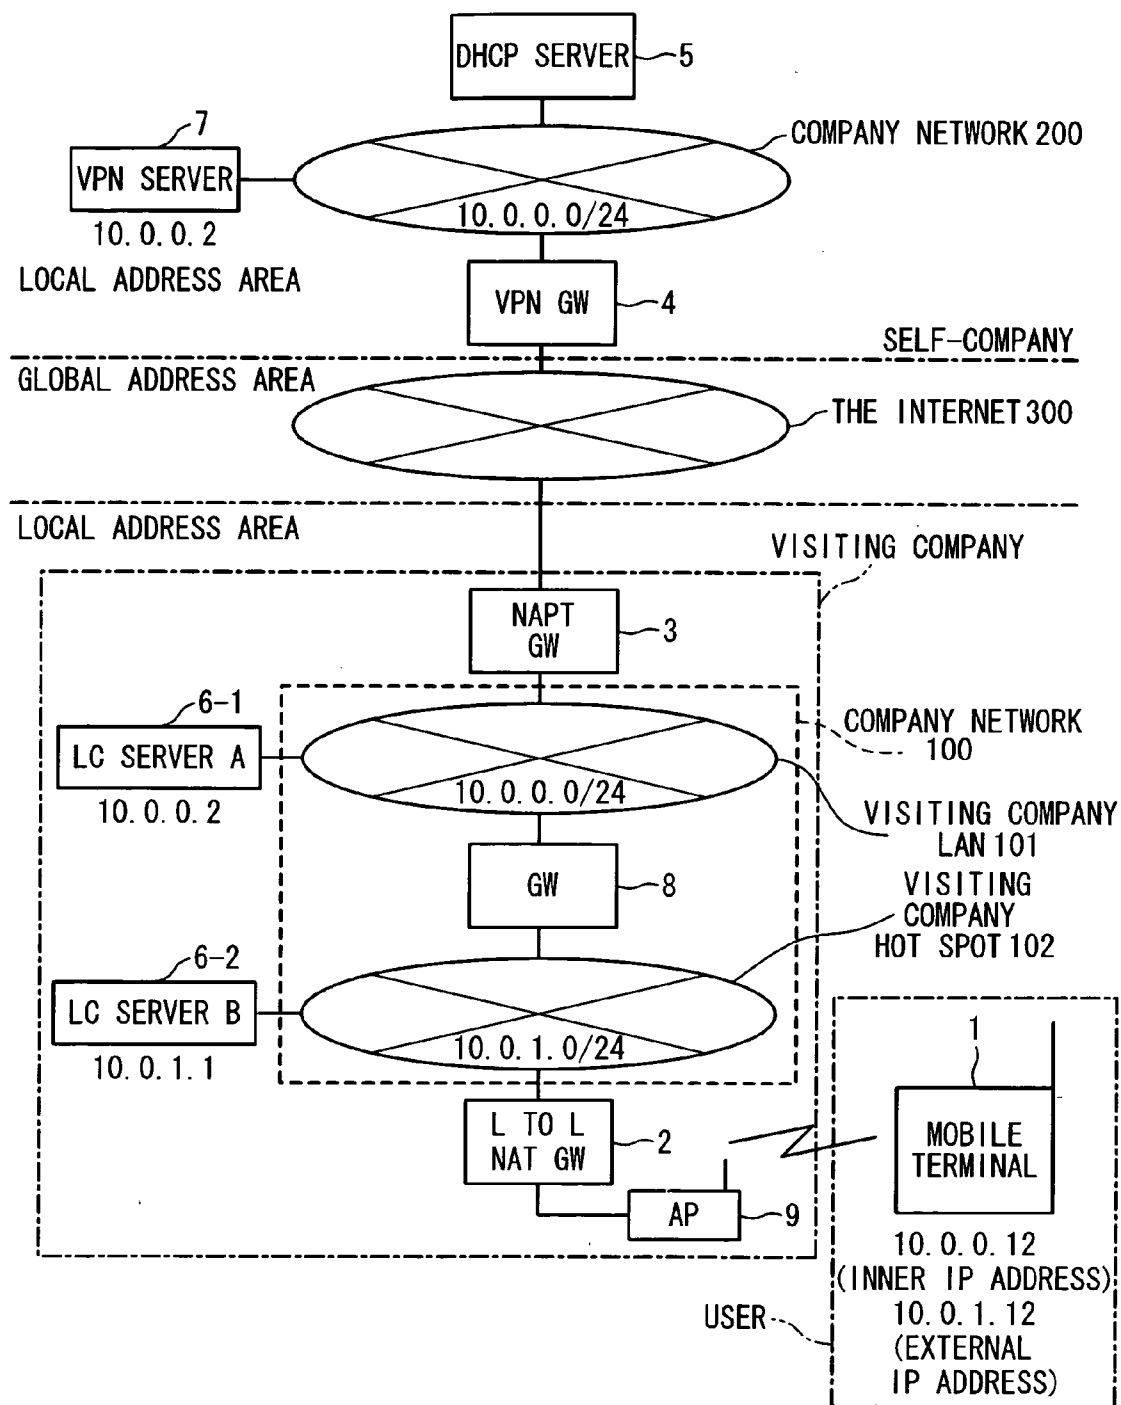 DHCP SERVER
5
7
COMPANY NETWORK 200
VPN SERVER
10. 0. 0. 2
10. 0. 0. 0/24
LOCAL ADDRESS AREA
VPN GW
4
SELF-COMPANY
GLOBAL ADDRESS AREA
THE INTERNET 300
LOCAL ADDRESS AREA
VISITING COMPANY
NAPT
GW
3
6-1
COMPANY NETWORK
100
LC SERVER A
10. 0. 0. 2
10. 0. 0. 0/24
VISITING COMPANY
LAN 101
GW
8
VISITING
COMPANY
HOT SPOT 102
6-2
LC SERVER B
10. 0. 1. 1
10. 0. 1. 0/24
1
L TO L
NAT GW
2
MOBILE
TERMINAL
AP
9
10. 0. 0. 12
(INNER IP ADDRESS)
10. 0. 1. 12
(EXTERNAL
IP ADDRESS)
USER